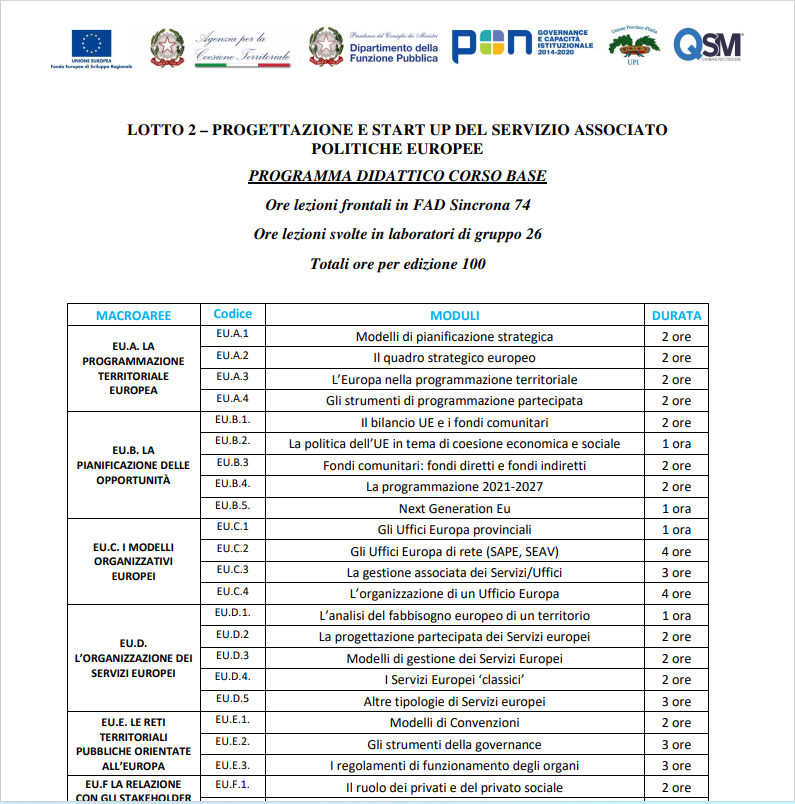 UNIONE EUROPEA
Fondo Europeo di Sviluppo Regionale
Agenzia per la
Coesione Territoriale
Presidenza del Consiglio dei Ministri
Dipartimento della
Funzione Pubblica
pon GOVERNANCE
E CAPACITÀ
ISTITUZIONALE
2014-2020
Unione Province d'Italia
UPI
QSM
LOTTO 2 – PROGETTAZIONE E START UP DEL SERVIZIO ASSOCIATO
POLITICHE EUROPEE
PROGRAMMA DIDATTICO CORSO BASE
Ore lezioni frontali in FAD Sincrona 74
Ore lezioni svolte in laboratori di gruppo 26
Totali ore per edizione 100
MACROAREE Codice MODULI DURATA
EU.A. LA
PROGRAMMAZIONE
TERRITORIALE
EUROPEA
EU.A.1 Modelli di pianificazione strategica 2 ore
EU.A.2 Il quadro strategico europeo 2 ore
EU.A.3 L’Europa nella programmazione territoriale 2 ore
EU.A.4 Gli strumenti di programmazione partecipata 2 ore
EU.B. LA
PIANIFICAZIONE DELLE
OPPORTUNITÀ
EU.B.1. Il bilancio UE e i fondi comunitari 2 ore
EU.B.2. La politica dell’UE in tema di coesione economica e sociale 1 ora
EU.B.3 Fondi comunitari: fondi diretti e fondi indiretti 2 ore
EU.B.4. La programmazione 2021-2027 2 ore
EU.B.5. Next Generation Eu 1 ora
EU.C. I MODELLI
ORGANIZZATIVI
EUROPEI
EU.C.1 Gli Uffici Europa provinciali 1 ora
EU.C.2 Gli Uffici Europa di rete (SAPE, SEAV) 4 ore
EU.C.3 La gestione associata dei Servizi/Uffici 3 ore
EU.C.4 L’organizzazione di un Ufficio Europa 4 ore
EU.D.
L’ORGANIZZAZIONE DEI
SERVIZI EUROPEI
EU.D.1. L’analisi del fabbisogno europeo di un territorio 1 ora
EU.D.2 La progettazione partecipata dei Servizi europei 2 ore
EU.D.3 Modelli di gestione dei Servizi Europei 2 ore
EU.D.4. I Servizi Europei ‘classici’ 2 ore
EU.D.5 Altre tipologie di Servizi europei 3 ore
EU.E. LE RETI
TERRITORIALI
PUBBLICHE ORIENTATE
ALL’EUROPA
EU.E.1. Modelli di Convenzioni 2 ore
EU.E.2. Gli strumenti della governance 3 ore
EU.E.3. I regolamenti di funzionamento degli organi 3 ore
EU.F LA RELAZIONE
CON GLI STAKEHOLDER
EU.F.1. Il ruolo dei privati e del privato sociale 2 ore